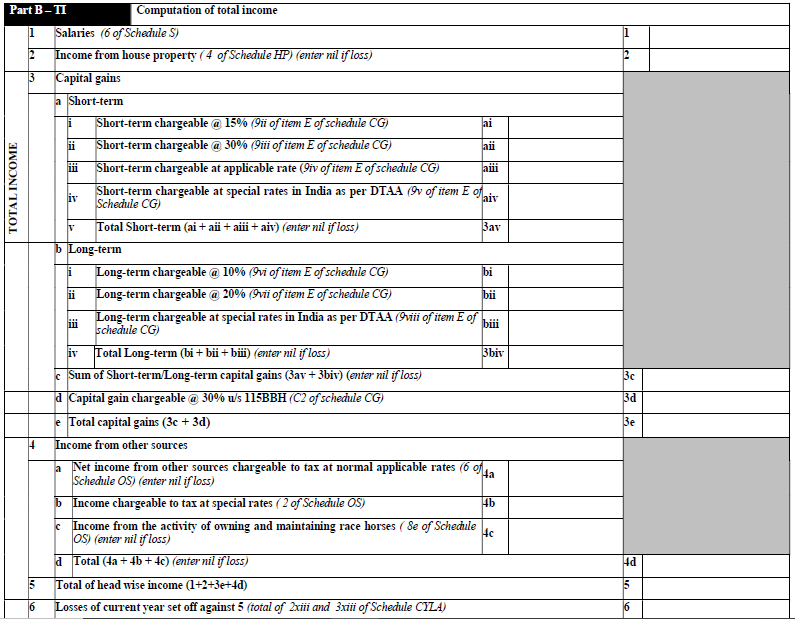 Part B – TI Computation of total income
1 Salaries (6 of Schedule S) 1
2 Income from house property ( 4 of Schedule HP) (enter nil if loss) 2
TOTAL INCOME
3 Capital gains
a Short-term
i Short-term chargeable @ 15% (9ii of item E of schedule CG) ai
ii Short-term chargeable @ 30% (9iii of item E of schedule CG) aii
iii Short-term chargeable at applicable rate (9iv of item E of schedule CG) aiii
iv Short-term chargeable at special rates in India as per DTAA (9v of item E of
Schedule CG) aiv
v Total Short-term (ai + aii + aiii + aiv) (enter nil if loss) 3av
b Long-term
i Long-term chargeable @ 10% (9vi of item E of schedule CG) bi
ii Long-term chargeable @ 20% (9vii of item E of schedule CG) bii
iii Long-term chargeable at special rates in India as per DTAA (9viii of item E of
schedule CG) biii
iv Total Long-term (bi + bii + biii) (enter nil if loss) 3biv
c Sum of Short-term/Long-term capital gains (3av + 3biv) (enter nil if loss) 3c
d Capital gain chargeable @ 30% u/s 115BBH (C2 of schedule CG) 3d
e Total capital gains (3c + 3d) 3e
4 Income from other sources
a Net income from other sources chargeable to tax at normal applicable rates (6 of
Schedule OS) (enter nil if loss) 4a
b Income chargeable to tax at special rates ( 2 of Schedule OS) 4b
c Income from the activity of owning and maintaining race horses ( 8e of Schedule
OS) (enter nil if loss) 4c
d Total (4a + 4b + 4c) (enter nil if loss) 4d
5 Total of head wise income (1+2+3e+4d) 5
6 Losses of current year set off against 5 (total of 2xiii and 3xiii of Schedule CYLA) 6